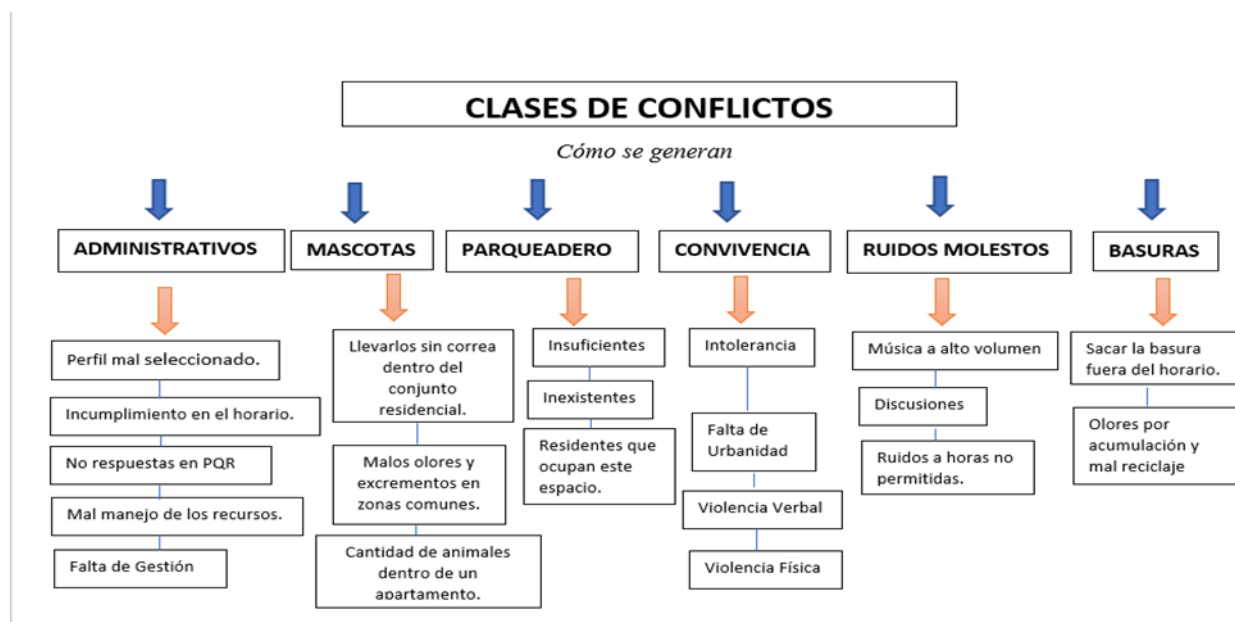 CLASES DE CONFLICTOS
Cómo se generan
ADMINISTRATIVOS
MASCOTAS
PARQUEADERO
CONVIVENCIA
RUIDOS MOLESTOS
BASURAS
Perfil mal seleccionado.
Incumplimiento en el horario.
No respuestas en PQR
Mal manejo de los recursos.
Falta de Gestión
Llevarlos sin correa
dentro del
conjunto
residencial.
Malos olores y
excrementos en
zonas comunes.
Cantidad de animales
dentro de un
apartamento.
Insuficientes
Inexistentes
Residentes que
ocupan este
espacio.
Intolerancia
Falta de
Urbanidad
Violencia Verbal
Violencia Física
Música a alto volumen
Discusiones
Ruidos a horas no
permitidas.
Sacar la basura
fuera del horario.
Olores por
acumulación y
mal reciclaje